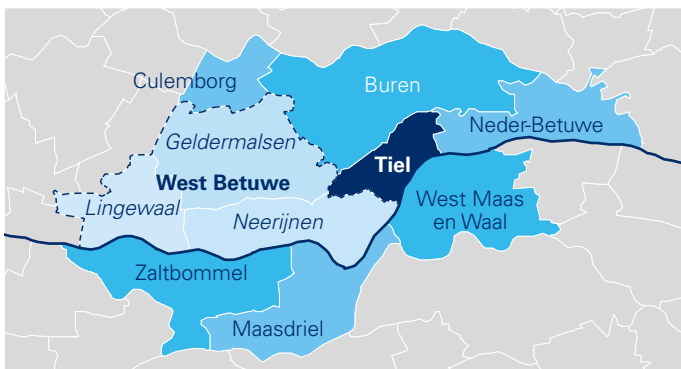 Culemborg
Buren
Neder-Betuwe
Geldermalsen
Tiel
West Betuwe
Lingewaal
Neerijnen
West Maas
en Waal
Zaltbommel
Maasdriel